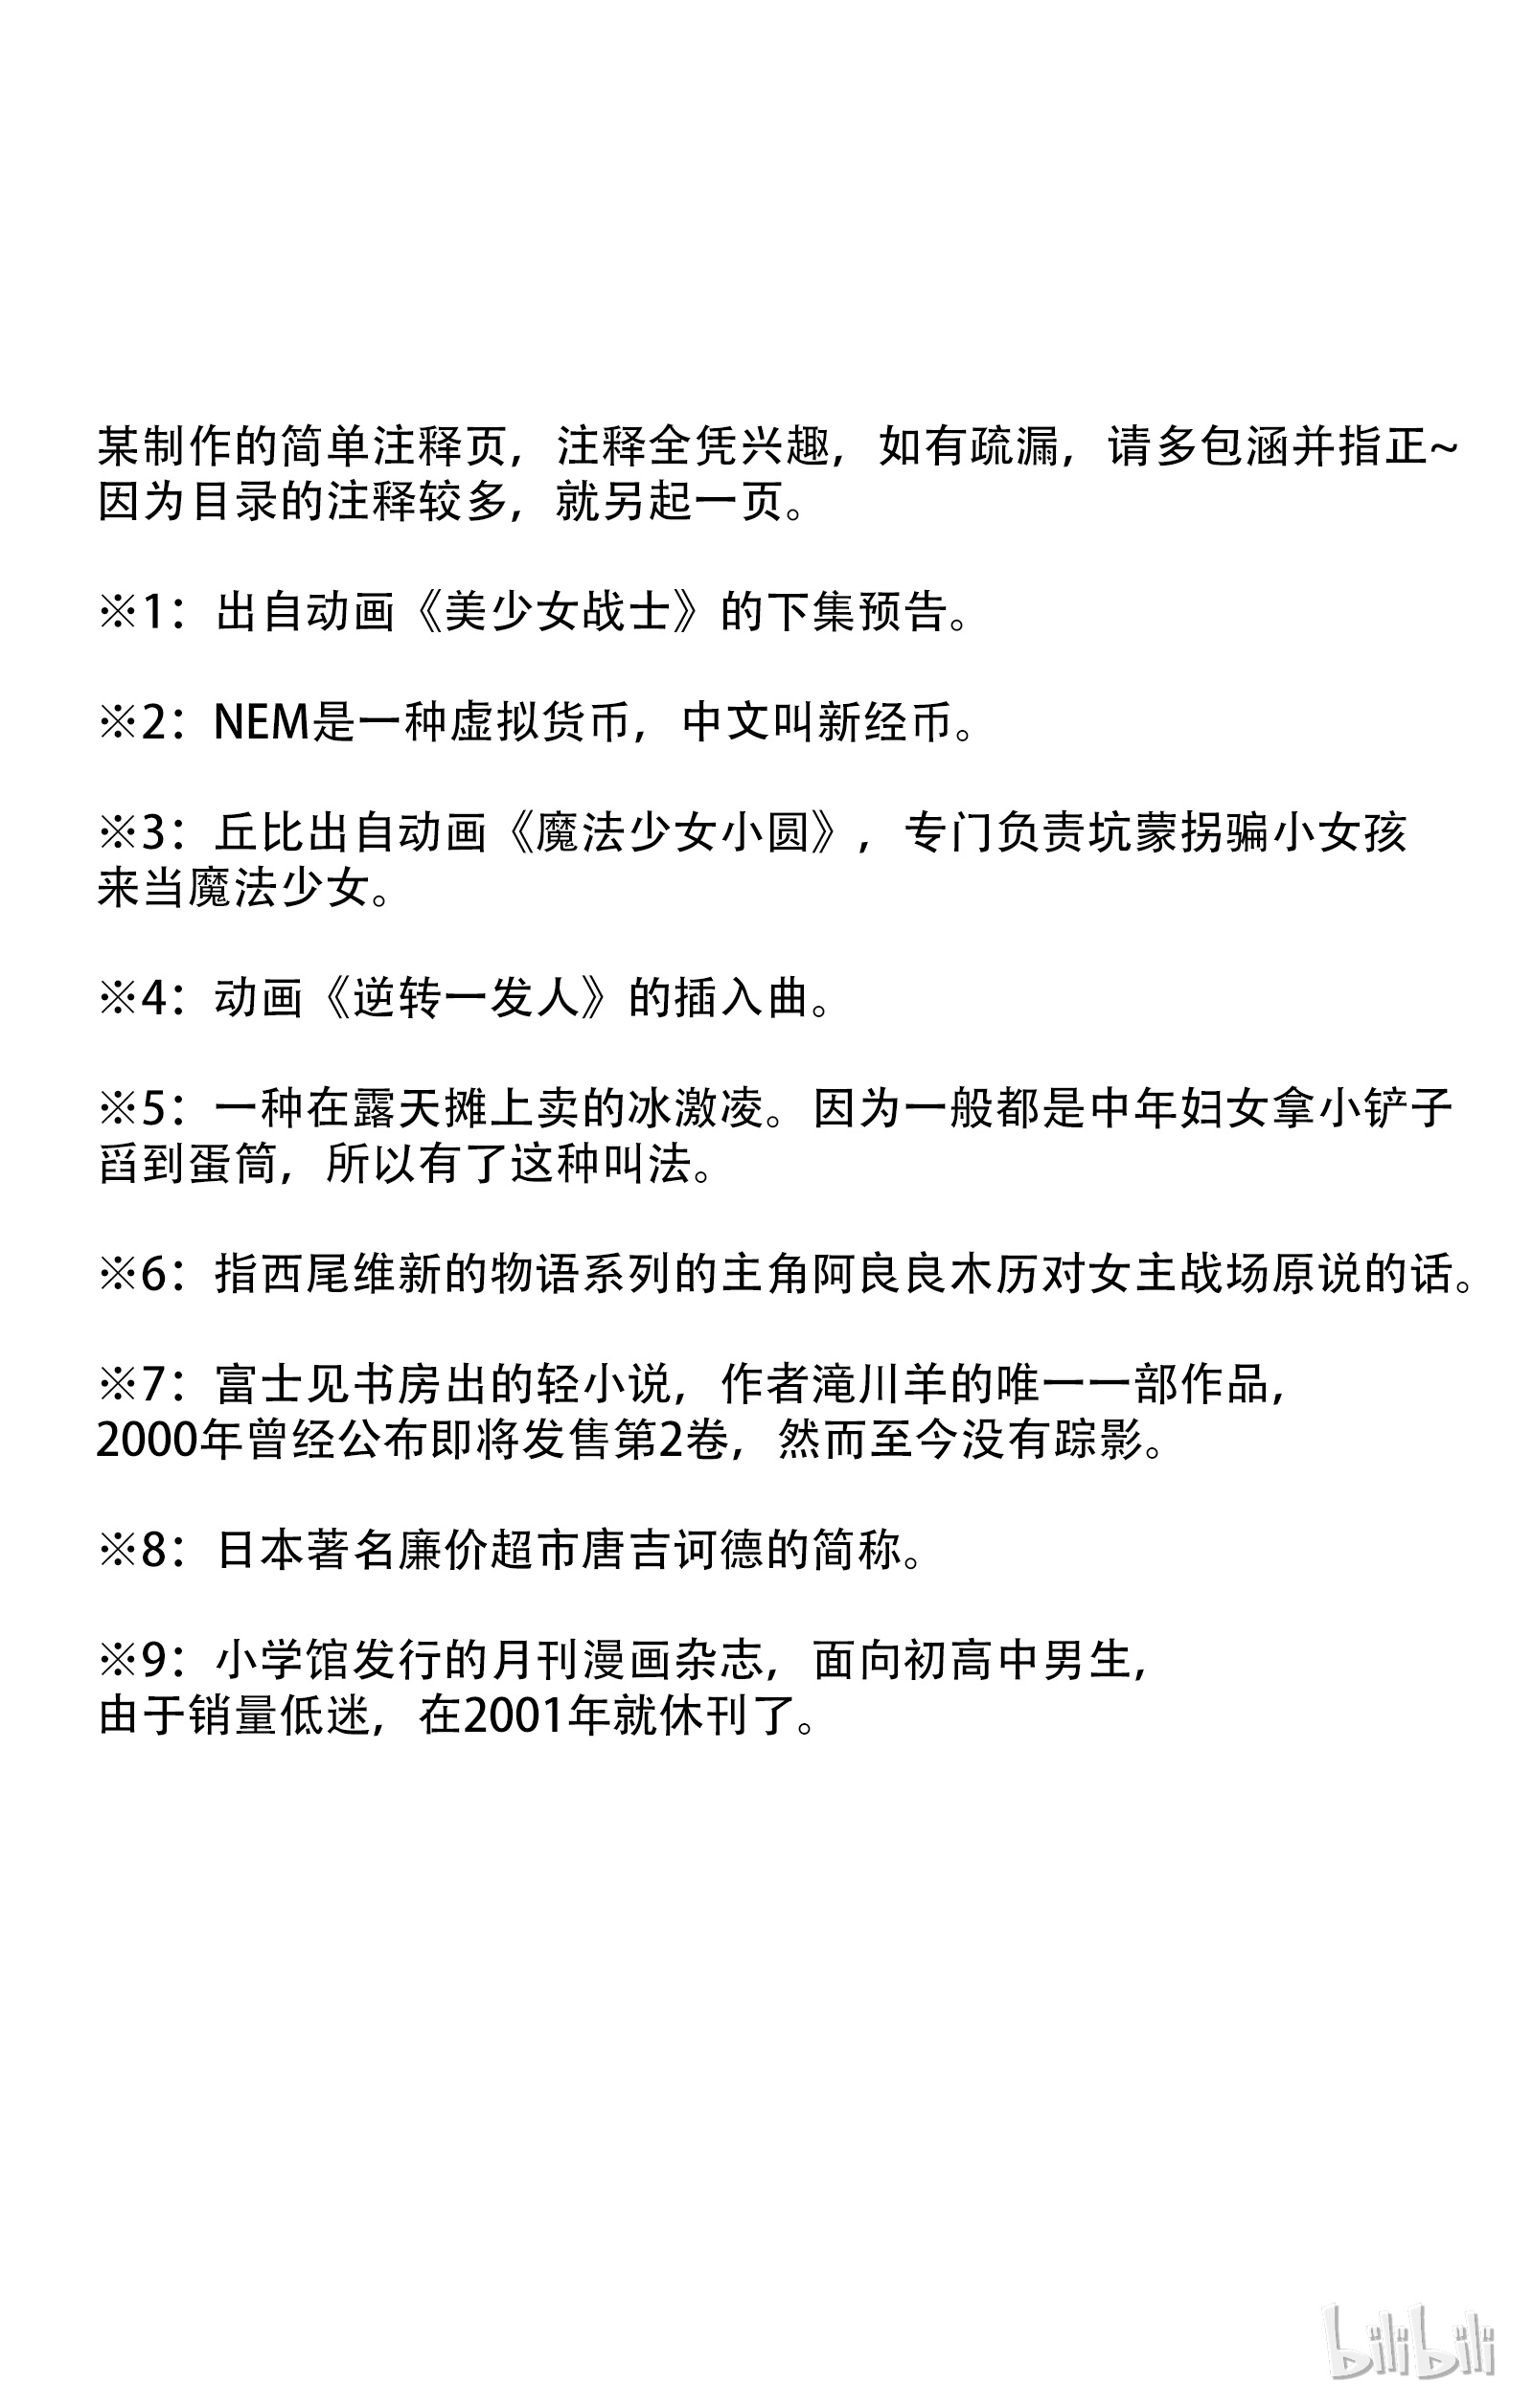 某制作的简单注释页，注释全凭兴趣，如有疏漏，请多包涵并指正~
因为目录的注释较多，就另起一页。
※1：出自动画《美少女战士》的下集预告。
※2：NEM是一种虚拟货币，中文叫新经币。
※3：丘比出自动画《魔法少女小圆》，专门负责坑蒙拐骗小女孩
来当魔法少女。
※4：动画《逆转一发人》的插入曲。
※5：一种在露天摊上卖的冰激凌。因为一般都是中年妇女拿小铲子
舀到蛋筒，所以有了这种叫法。
※6：指西尾维新的物语系列的主角阿良良木历对女主战场原说的话。
※7：富士见书房出的轻小说，作者滝川羊的唯一一部作品，
2000年曾经公布即将发售第2卷，然而至今没有踪影。
※8：日本著名廉价超市唐吉诃德的简称。
※9：小学馆发行的月刊漫画杂志，面向初高中男生，
由于销量低迷，在2001年就休刊了。
bilibili